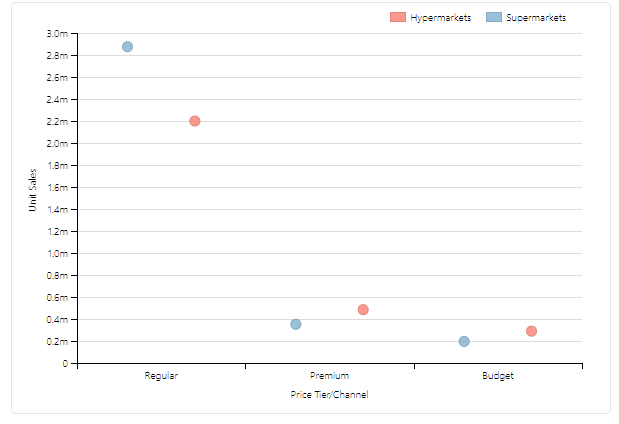 Hypermarkets Supermarkets
3.0m
2.8m
2.6m
2.4m
2.2m
2.0m
1.8m
1.6m
1.4m
1.2m
1.0m
0.8m
0.6m
0.4m
0.2m
0
Unit Sales
Regular Premium Budget
Price Tier/Channel